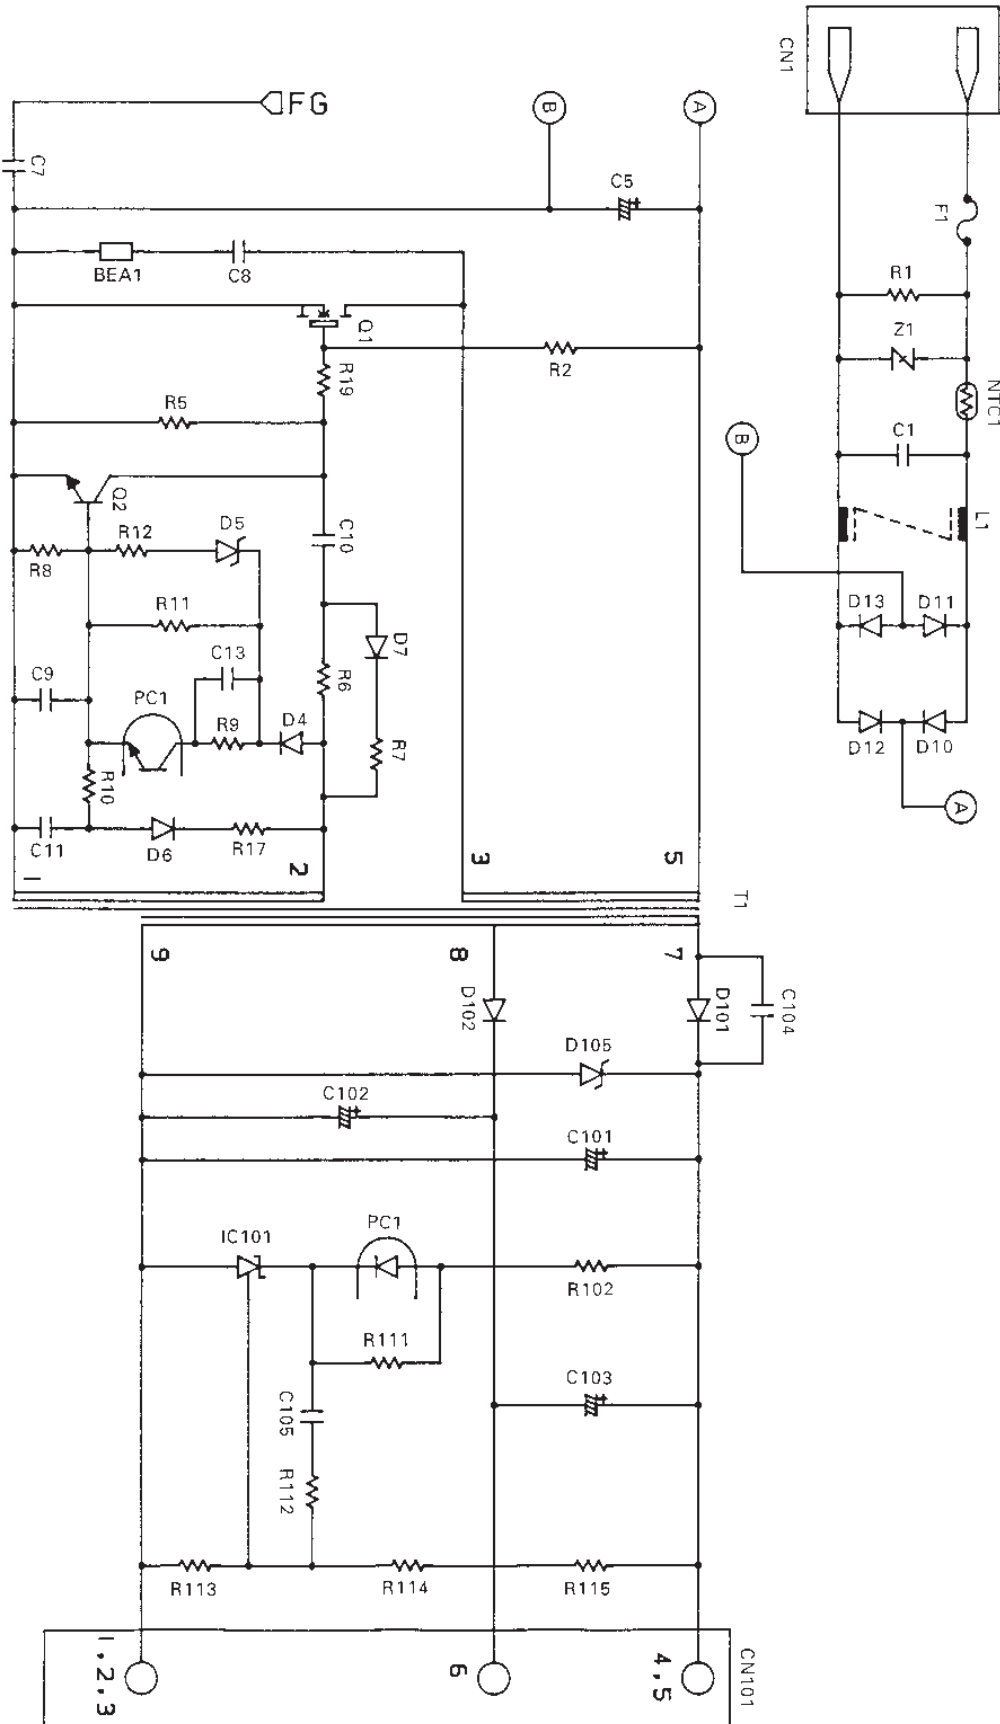 CN1
F1
R1
Z1
NTC1
C1
L1
B
D13
D11
D12
D10
A
FG
B
A
C7
C5
BEA1
C8
Q1
R2
R19
R5
Q2
C10
R12
D5
R8
R11
D7
C13
R6
C9
PC1
R9
D4
R7
R10
C11
D6
R17
1
2
3
5
T1
9
8
7
D102
D101
C104
D105
C102
C101
IC101
PC1
R102
R111
C103
C105
R112
R113
R114
R115
1,2,3
6
4,5
CN101